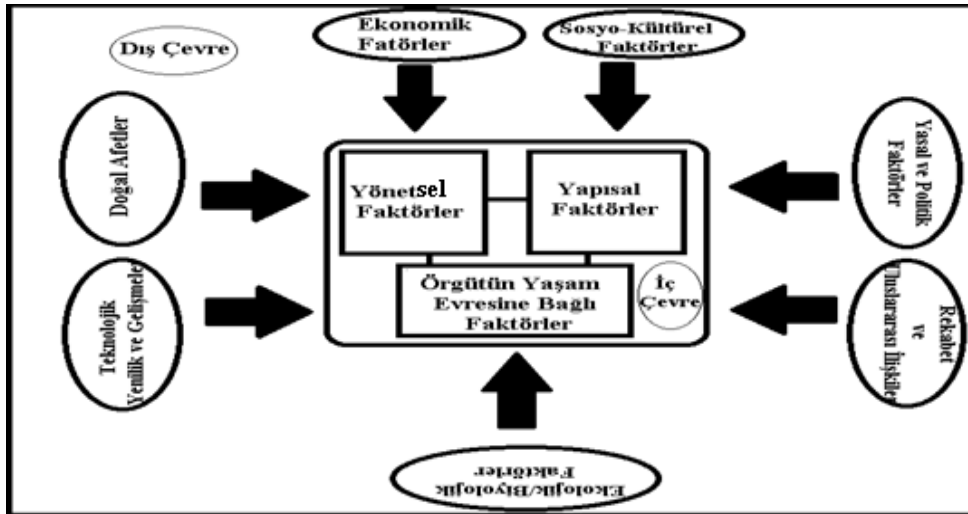 Dış Çevre
Ekonomik
Fatörler
Sosyo-Kültürel
Faktörler
Doğal Afetler
Yasal ve Politik
Faktörler
Yönetsel
Faktörler
Yapısal
Faktörler
Örgütün Yaşam
Evresine Bağlı
Faktörler
İç
Çevre
Teknolojik
Yenilik ve Gelişmeler
Rekabet
ve
Uluslararası İlişkiler
Ekolojik/Biyolojik
Faktörler